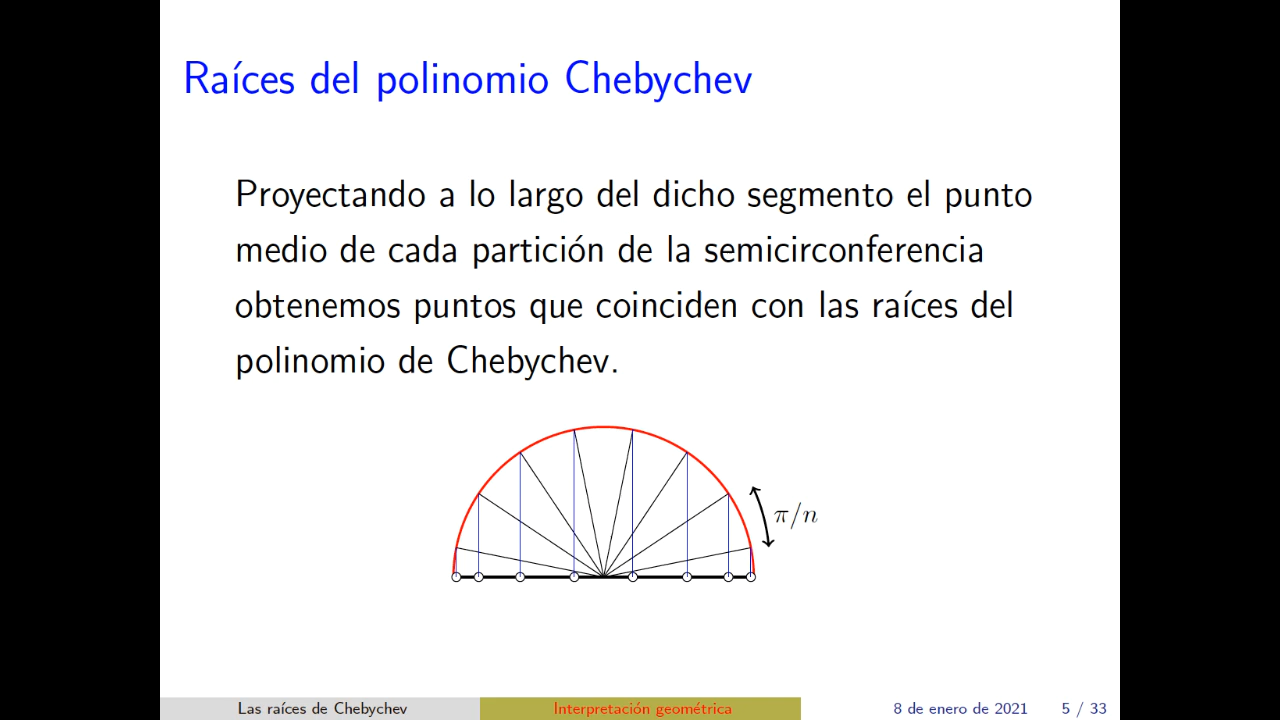 Raíces del polinomio Chebychev
Proyectando a lo largo del dicho segmento el punto
medio de cada partición de la semicirconferencia
obtenemos puntos que coinciden con las raíces del
polinomio de Chebychev.
π/n
Las raíces de Chebychev
Interpretación geométrica
8 de enero de 2021
5 / 33